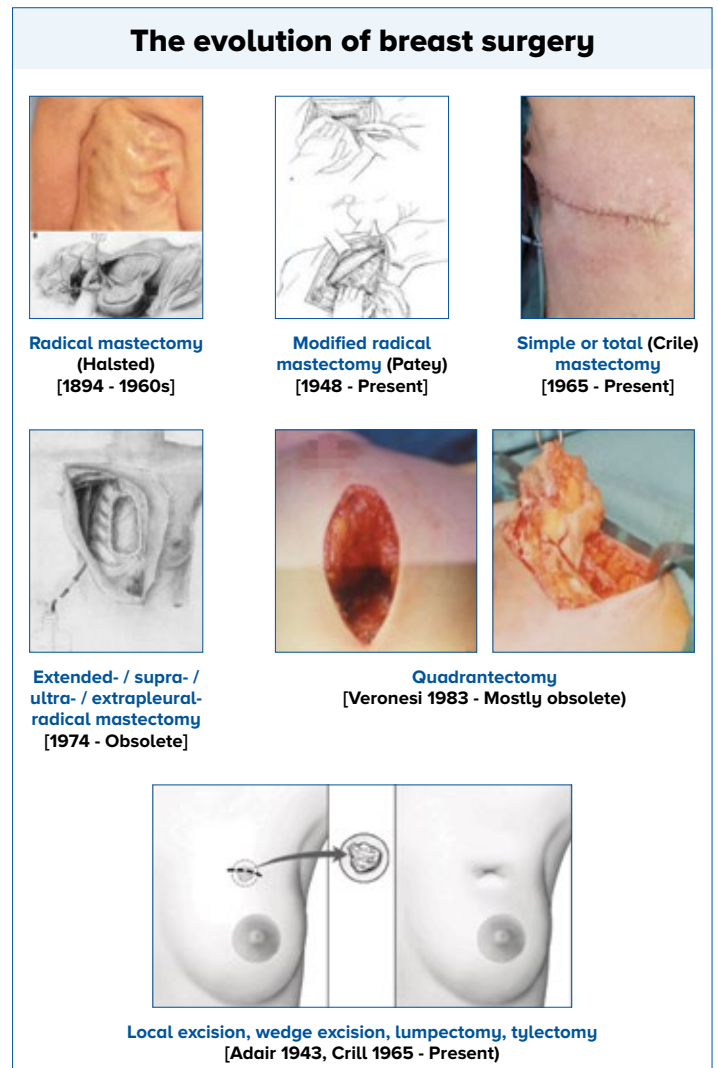 The evolution of breast surgery
Radical mastectomy
(Halsted)
[1894 - 1960s]
Modified radical
mastectomy (Patey)
[1948 - Present]
Simple or total (Crile)
mastectomy
[1965 - Present]
Extended- / supra- /
ultra- / extrapleural-
radical mastectomy
[1974 - Obsolete]
Quadrantectomy
[Veronesi 1983 - Mostly obsolete)
Local excision, wedge excision, lumpectomy, tylectomy
[Adair 1943, Crill 1965 - Present)